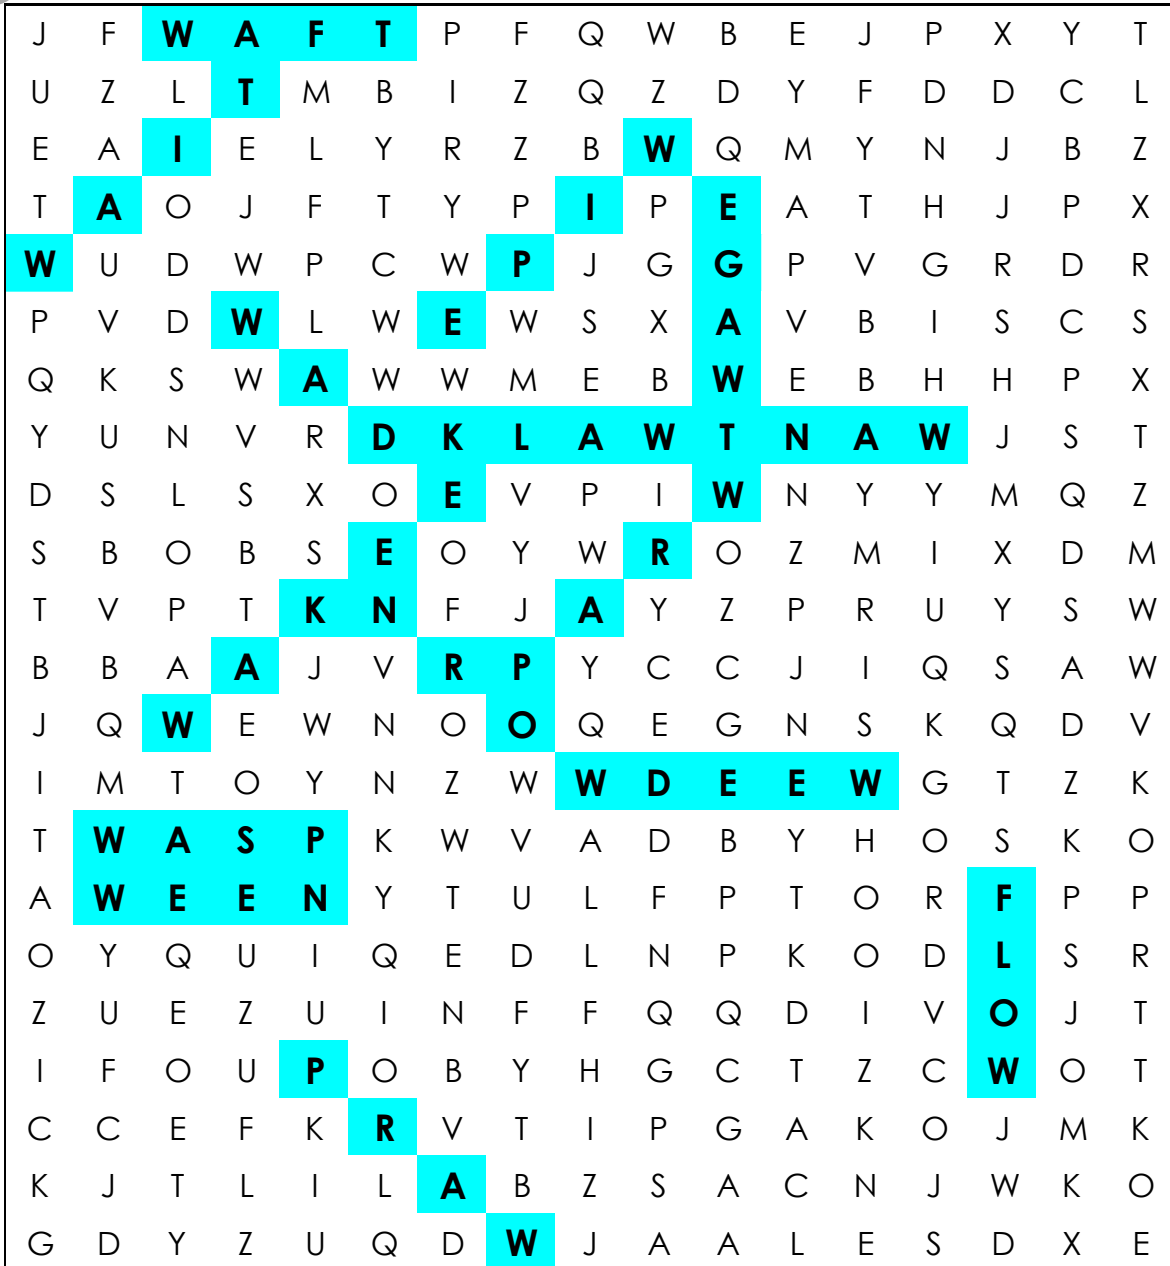 J F W A F T P F Q W B E J P X Y T
U Z L T M B I Z Q Z D Y F D D C L
E A I E L Y R Z B W Q M Y N J B Z
T A O J F T Y P I P E A T H J P X
W U D W P C W P J G G P V G R D R
P V D W L W E W S X A V B I S C S
Q K S W A W W M E B W E B H H P X
Y U N V R D K L A W T N A W J S T
D S L S X O E V P I W N Y Y M Q Z
S B O B S E O Y W R O Z M I X D M
T V P T K N F J A Y Z P R U Y S W
B B A A J V R P Y C C J I Q S A W
J Q W E W N O O Q E G N S K Q D V
I M T O Y N Z W W D E E W G T Z K
T W A S P K W V A D B Y H O S K O
A W E E N Y T U L F P T O R F P P
O Y Q U I Q E D L N P K O D L S R
Z U E Z U I N F F Q Q D I V O J T
I F O U P O B Y H G C T Z C W O T
C C E F K R V T I P G A K O J M K
K J T L I L A B Z S A C N J W K O
G D Y Z U Q D W J A A L E S D X E